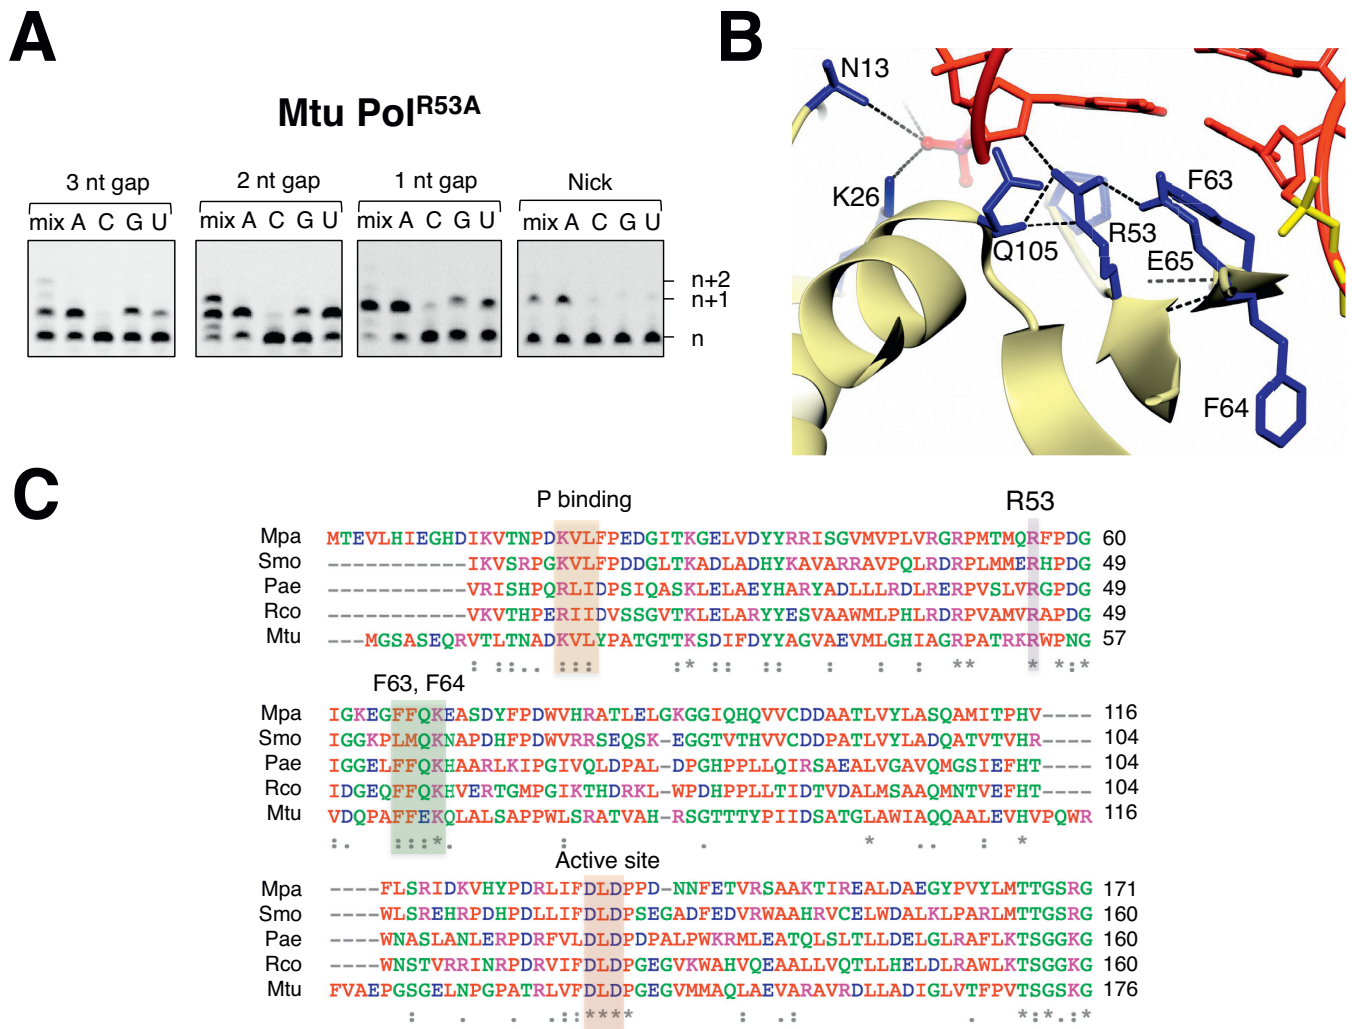 A
Mtu Pol^R53A
3 nt gap 2 nt gap 1 nt gap Nick
mix A C G U mix A C G U mix A C G U mix A C G U
n+2
n+1
n
B
N13
K26
Q105
R53
F63
E65
F64
C
P binding R53
Mpa MTEVLHIEGHDIKVTNPDKVLFPEDGITKGELVDYYRRISGVMVPLVRGRPMTMQRFPDG 60
Smo -----------IKVSRPGKVLFPDDGLTKADLADHYKAVARRAVPQLRDRPLMMERHPDG 49
Pae -----------VRISHPQRLIDPSIQASKLELAEYHARYADLLLRDLRERPVSLVRGPDG 49
Rco -----------VKVTHPERIIDVSSGVTKLELARYYESVAAWMLPHLRDRPVAMVRAPDG 49
Mtu ---MGSASEQRVTLTNADKVLYPATGTTKSDIFDYYAGVAEVMLGHIAGRPATRKRWPNG 57
: ::.. ::: :* :: :: : : : ** * *:*
F63, F64
Mpa IGKEGFFQKEASDYFPDWVHRATLELGKGGIQHQVVCDDAATLVYLASQAMITPHV---- 116
Smo IGGKPLMQKNAPDHFPDWVRRSEQSK-EGGTVTHVVCDDPATLVYLADQATVTVHR---- 104
Pae IGGELFFQKHAARLKIPGIVQLDPAL-DPGHPPLLQIRSAEALVGAVQMGSIEFHT---- 104
Rco IDGEQFFQKHVERTGMPGIKTHDRKL-WPDHPPLLTIDTVDALMSAAQMNTVEFHT---- 104
Mtu VDQPAFFEKQLALSAPPWLSRATVAH-RSGTTTYPIIDSATGLAWIAQQAALEVHVPQWR 116
:. :::*. : . * .. : *
Active site
Mpa ----FLSRIDKVHYPDRLIFDLDPPD-NNFETVRSAAKTIREALDAEGYPVYLMTTGSRG 171
Smo ----WLSREHRPDHPDLLIFDLDPSEGADFEDVRWAAHRVCELWDALKLPARLMTTGSRG 160
Pae ----WNASLANLERPDRFVLDLDPDPALPWKRMLEATQLSLTLLDELGLRAFLKTSGGKG 160
Rco ----WNSTVRRINRPDRVIFDLDPGEGVKWAHVQEAALLVQTLLHELDLRAWLKTSGGKG 160
Mtu FVAEPGSGELNPGPATRLVFDLDPGEGVMMAQLAEVARAVRDLLADIGLVTFPVTSGSKG 176
: . . .::**** : .: . *:*.:*